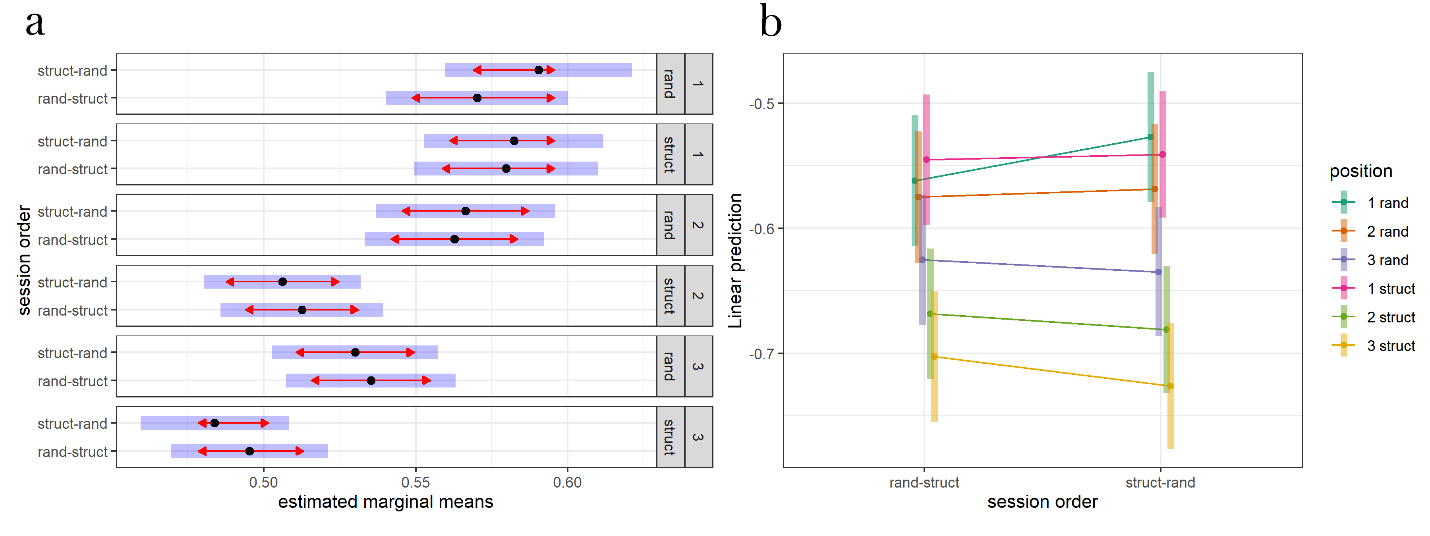 a
struct-rand
rand-struct
rand
1
struct-rand
rand-struct
struct
1
struct-rand
rand-struct
rand
2
struct-rand
rand-struct
struct
2
struct-rand
rand-struct
rand
3
struct-rand
rand-struct
struct
3
session order
0.50
0.55
0.60
estimated marginal means
b
-0.5
-0.6
-0.7
Linear prediction
rand-struct
struct-rand
session order
position
1 rand
2 rand
3 rand
1 struct
2 struct
3 struct